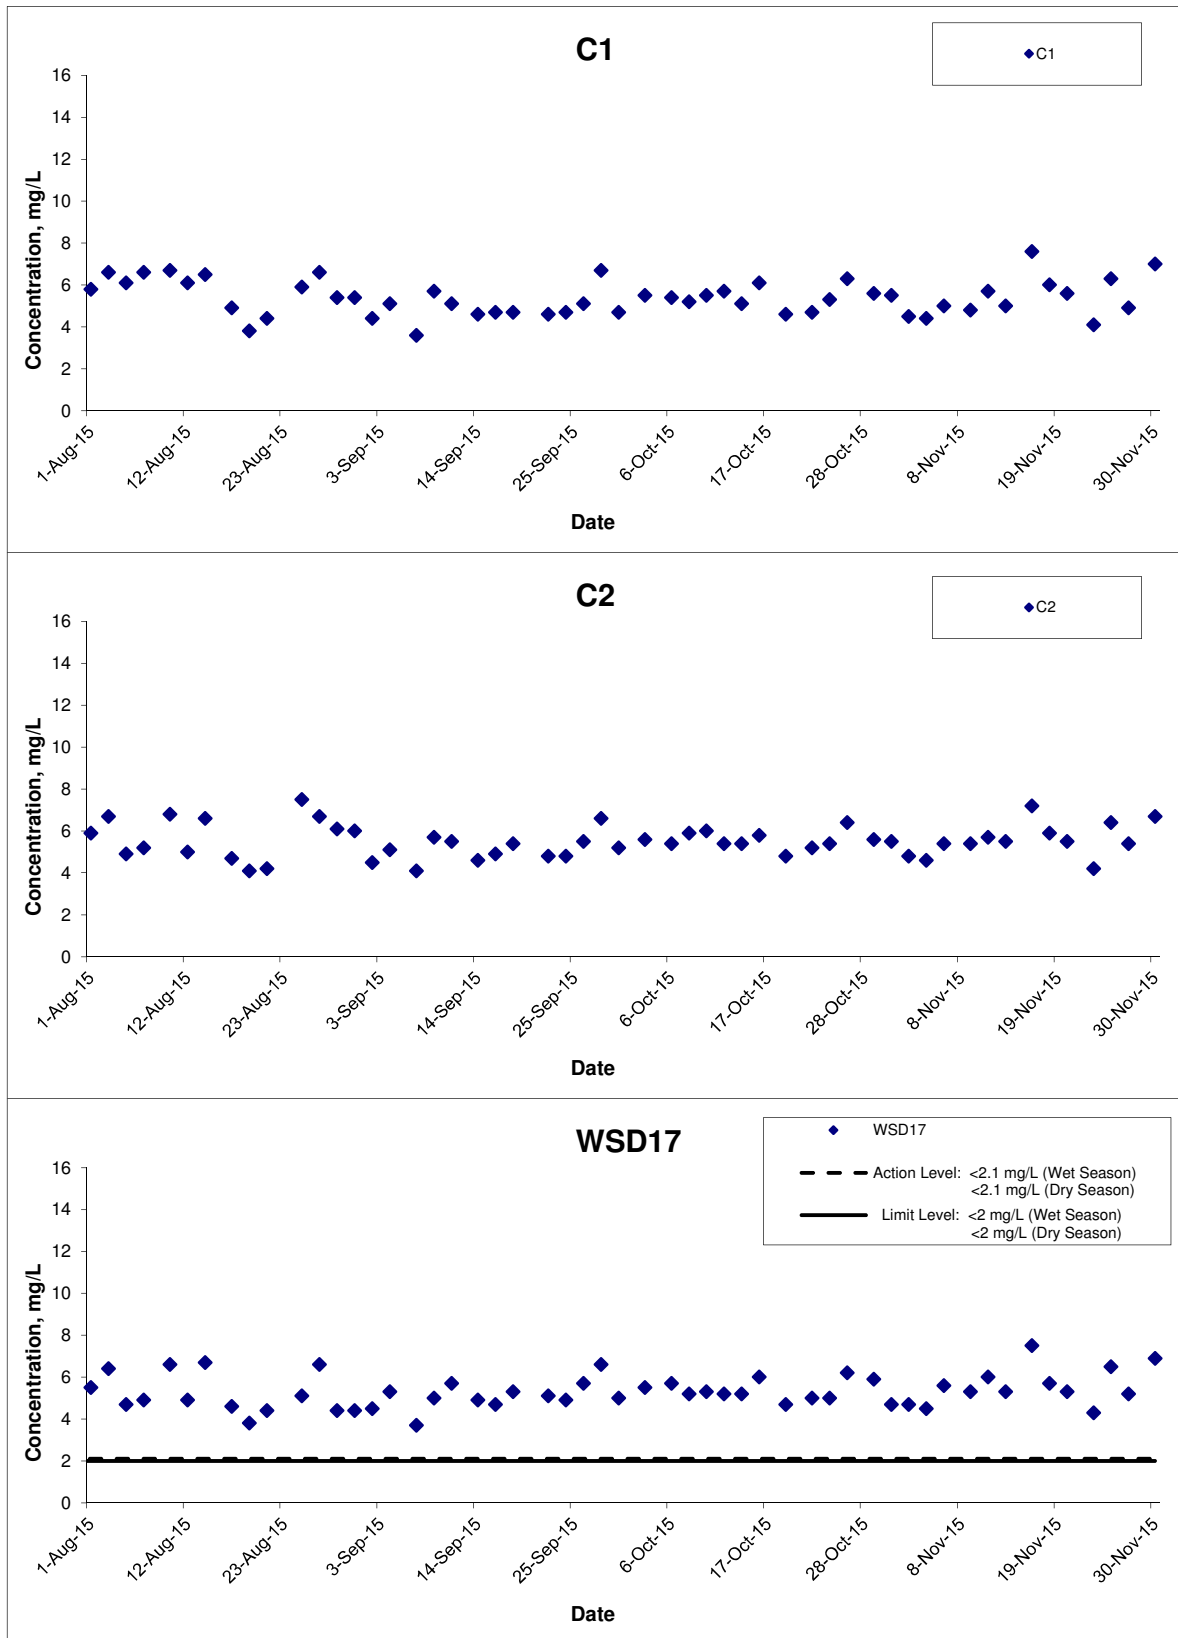 C1
C1
16
14
12
10
8
6
4
2
0
Concentration, mg/L
1-Aug-15
12-Aug-15
23-Aug-15
3-Sep-15
14-Sep-15
25-Sep-15
6-Oct-15
17-Oct-15
28-Oct-15
8-Nov-15
19-Nov-15
30-Nov-15
Date
C2
C2
16
14
12
10
8
6
4
2
0
Concentration, mg/L
1-Aug-15
12-Aug-15
23-Aug-15
3-Sep-15
14-Sep-15
25-Sep-15
6-Oct-15
17-Oct-15
28-Oct-15
8-Nov-15
19-Nov-15
30-Nov-15
Date
WSD17
WSD17
Action Level: <2.1 mg/L (Wet Season)
<2.1 mg/L (Dry Season)
Limit Level: <2 mg/L (Wet Season)
<2 mg/L (Dry Season)
16
14
12
10
8
6
4
2
0
Concentration, mg/L
1-Aug-15
12-Aug-15
23-Aug-15
3-Sep-15
14-Sep-15
25-Sep-15
6-Oct-15
17-Oct-15
28-Oct-15
8-Nov-15
19-Nov-15
30-Nov-15
Date